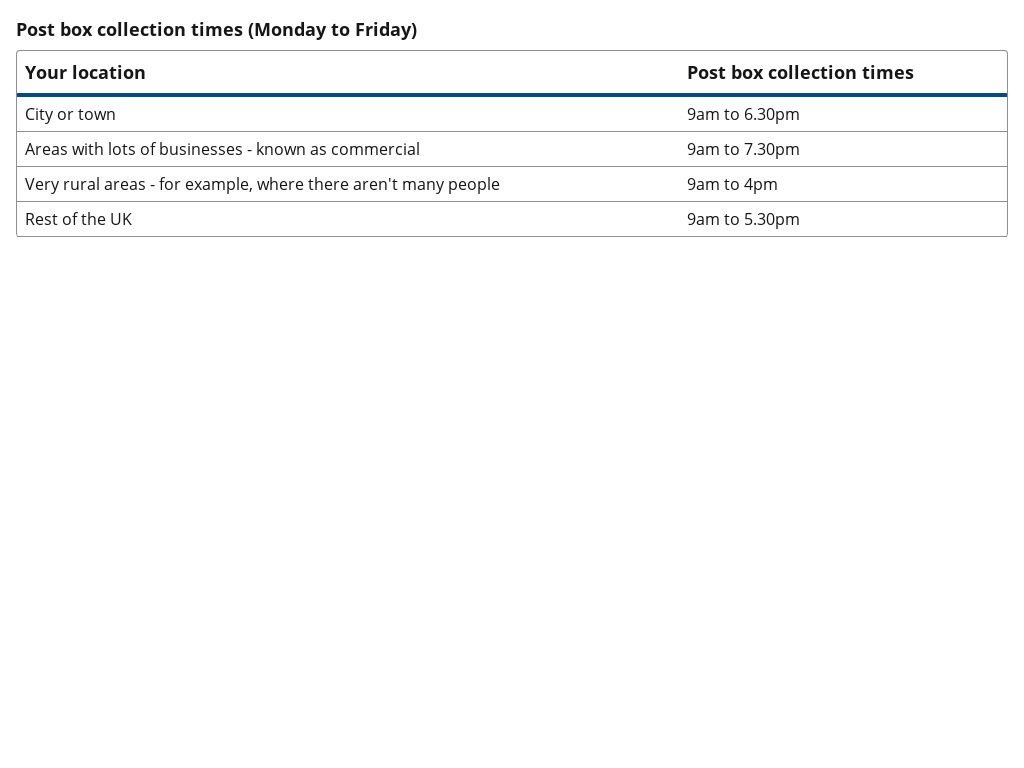 Post box collection times (Monday to Friday)
Your location Post box collection times
City or town 9am to 6.30pm
Areas with lots of businesses - known as commercial 9am to 7.30pm
Very rural areas - for example, where there aren't many people 9am to 4pm
Rest of the UK 9am to 5.30pm